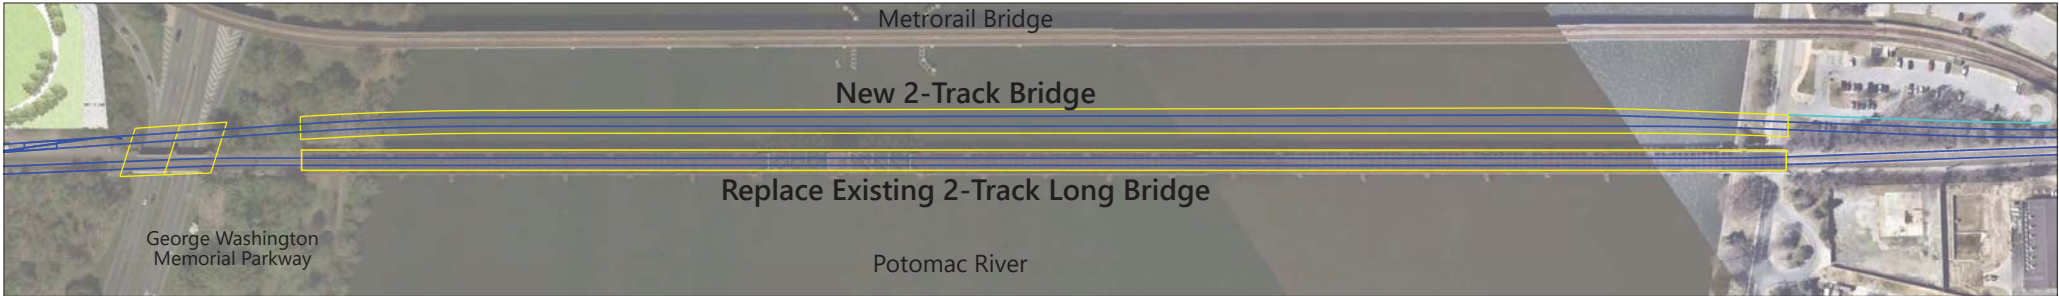 Metrorail Bridge
New 2-Track Bridge
Replace Existing 2-Track Long Bridge
George Washington
Memorial Parkway
Potomac River